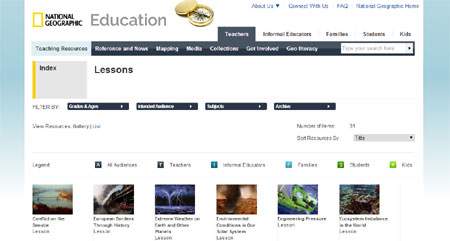 About Us Connect With Us FAQ National Geographic Home
NATIONAL
GEOGRAPHIC
Education
Teachers Informal Educators Families Students Kids
Teaching Resources Reference and News Mapping Media Collections Get Involved Geo-literacy Type your search here
Index
Lessons
FILTER BY: Grades & Ages Intended Audience Subjects Archive
View Resources: Gallery | List
Number of Items: 31
Sort Resources By Title
Legend: A All Audiences T Teachers I Informal Educators F Families S Students K Kids
Conflict on the Danube
Lesson
European Borders Through History
Lesson
Extreme Weather on Earth and Other Planets
Lesson
Environmental Conditions in Our Solar System
Lesson
Engineering Pressure
Lesson
Ecosystem Imbalance in the World
Lesson